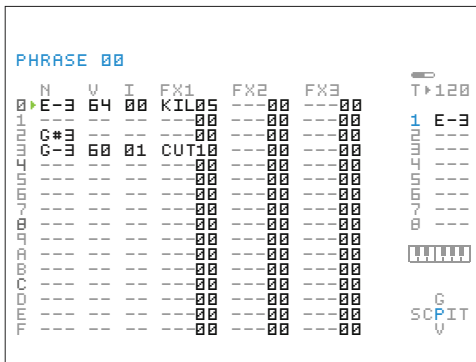 PHRASE 00
N V I FX1 FX2 FX3 T▸120
0▸E-3 64 00 KIL05 ---00 ---00
1 --- -- -- ---00 ---00 ---00 1 E-3
2 G#3 -- -- ---00 ---00 ---00 2 ---
3 G-3 60 01 CUT10 ---00 ---00 3 ---
4 --- -- -- ---00 ---00 ---00 4 ---
5 --- -- -- ---00 ---00 ---00 5 ---
6 --- -- -- ---00 ---00 ---00 6 ---
7 --- -- -- ---00 ---00 ---00 7 ---
8 --- -- -- ---00 ---00 ---00 8 ---
9 --- -- -- ---00 ---00 ---00
A --- -- -- ---00 ---00 ---00
B --- -- -- ---00 ---00 ---00
C --- -- -- ---00 ---00 ---00
D --- -- -- ---00 ---00 ---00 G
E --- -- -- ---00 ---00 ---00 SCPIT
F --- -- -- ---00 ---00 ---00 V